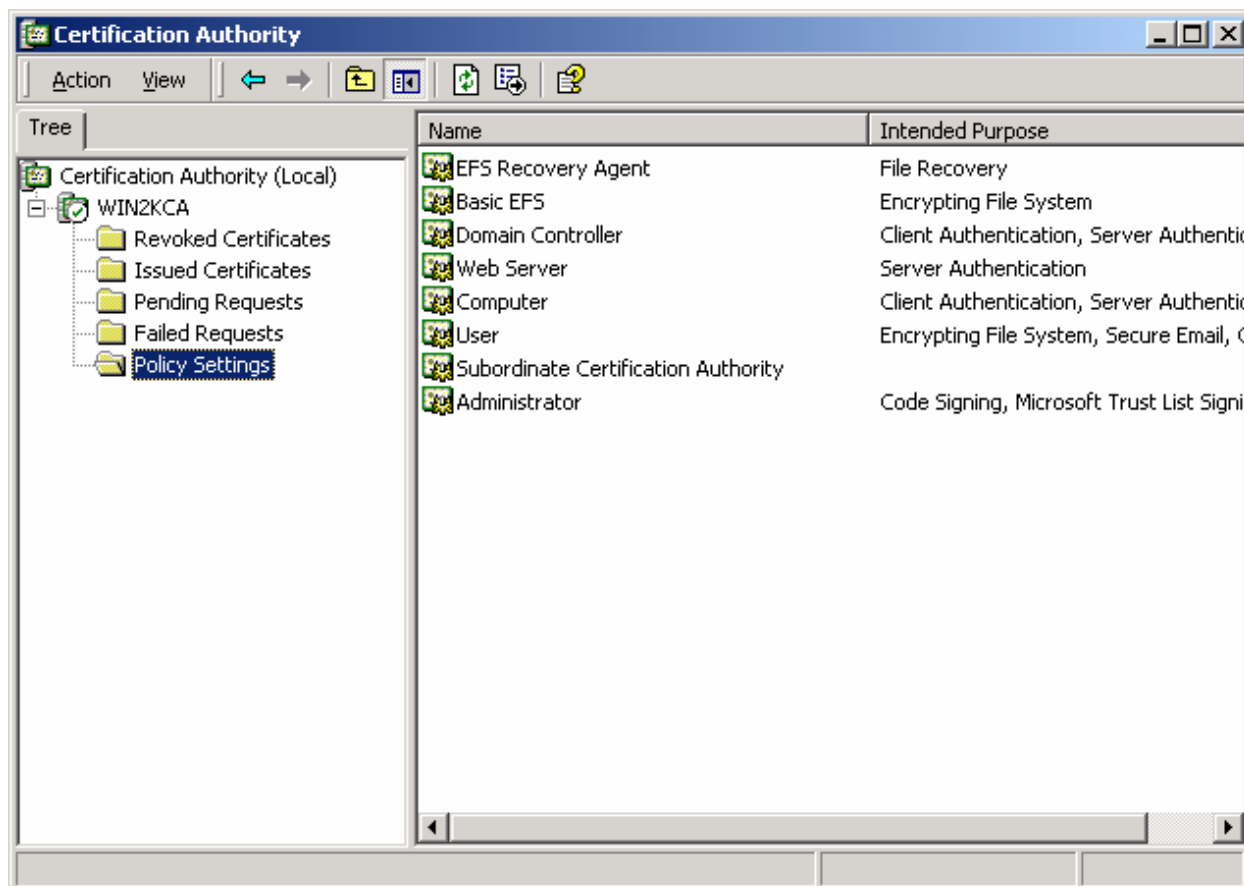 Certification Authority
Action View
Tree
Name Intended Purpose
Certification Authority (Local)
WIN2KCA
Revoked Certificates
Issued Certificates
Pending Requests
Failed Requests
Policy Settings
EFS Recovery Agent File Recovery
Basic EFS Encrypting File System
Domain Controller Client Authentication, Server Authentic
Web Server Server Authentication
Computer Client Authentication, Server Authentic
User Encrypting File System, Secure Email,
Subordinate Certification Authority
Administrator Code Signing, Microsoft Trust List Signi